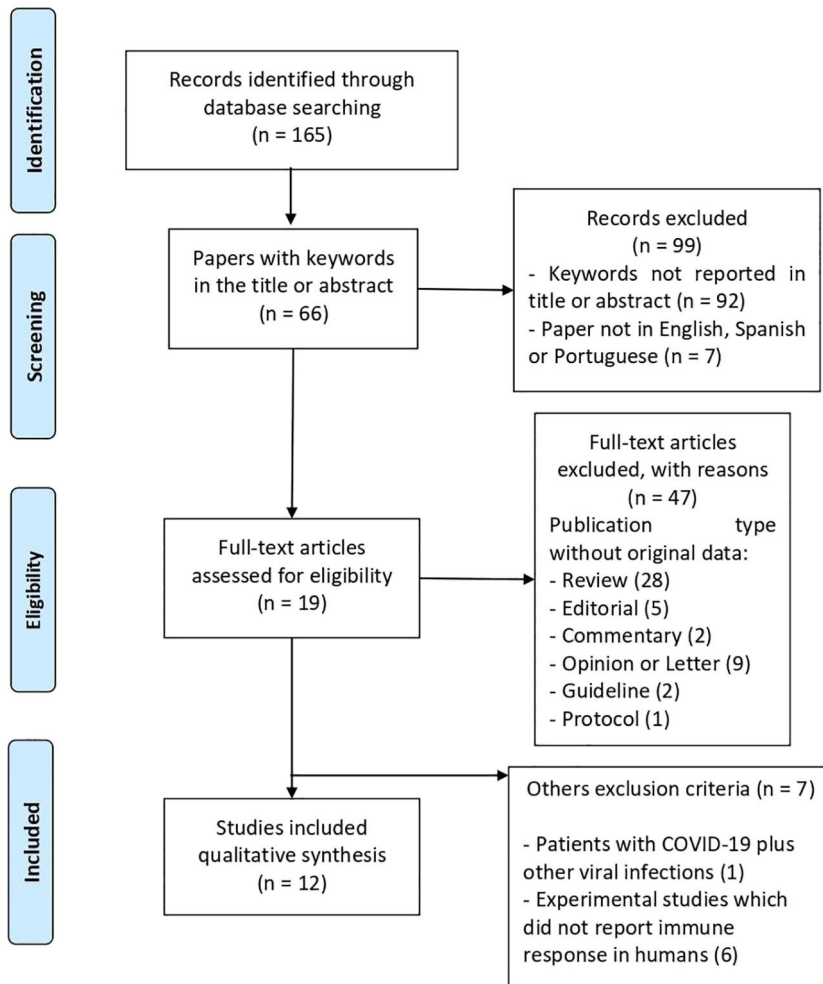 Identification
Records identified through
database searching
(n = 165)
Screening
Papers with keywords
in the title or abstract
(n = 66)
Records excluded
(n = 99)
- Keywords not reported in
title or abstract (n = 92)
- Paper not in English, Spanish
or Portuguese (n = 7)
Eligibility
Full-text articles
assessed for eligibility
(n = 19)
Full-text articles
excluded, with reasons
(n = 47)
Publication type
without original data:
- Review (28)
- Editorial (5)
- Commentary (2)
- Opinion or Letter (9)
- Guideline (2)
- Protocol (1)
Included
Studies included
qualitative synthesis
(n = 12)
Others exclusion criteria (n = 7)
- Patients with COVID-19 plus
other viral infections (1)
- Experimental studies which
did not report immune
response in humans (6)